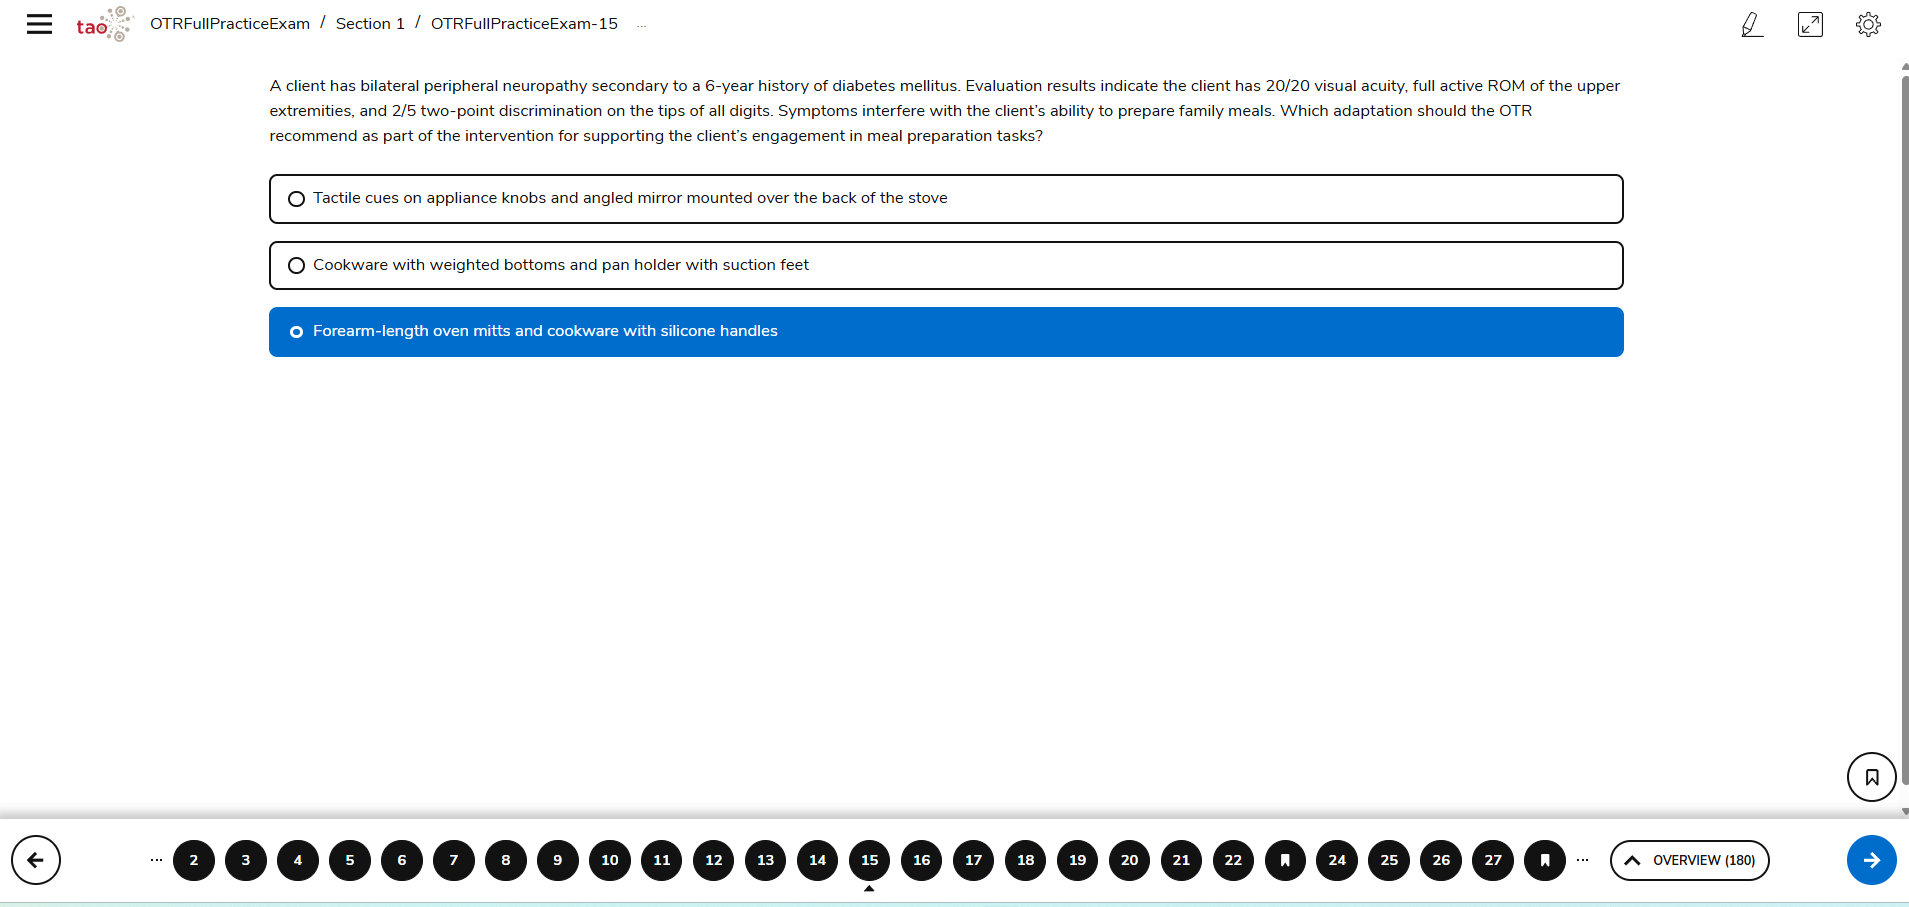 tao OTRFullPracticeExam / Section 1 / OTRFullPracticeExam-15 ...
A client has bilateral peripheral neuropathy secondary to a 6-year history of diabetes mellitus. Evaluation results indicate the client has 20/20 visual acuity, full active ROM of the upper
extremities, and 2/5 two-point discrimination on the tips of all digits. Symptoms interfere with the client’s ability to prepare family meals. Which adaptation should the OTR
recommend as part of the intervention for supporting the client’s engagement in meal preparation tasks?
Tactile cues on appliance knobs and angled mirror mounted over the back of the stove
Cookware with weighted bottoms and pan holder with suction feet
Forearm-length oven mitts and cookware with silicone handles
... 2 3 4 5 6 7 8 9 10 11 12 13 14 15 16 17 18 19 20 21 22 24 25 26 27 ... OVERVIEW (180)